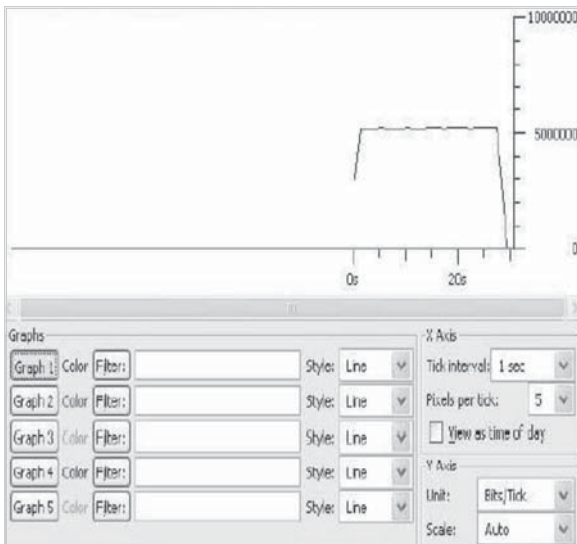 10000000
5000000
0
0s
20s
Graphs
Graph 1 Color Filter: Style: Line
Graph 2 Color Filter: Style: Line
Graph 3 Color Filter: Style: Line
Graph 4 Color Filter: Style: Line
Graph 5 Color Filter: Style: Line
X Axis
Tick interval: 1 sec
Pixels per tick: 5
View as time of day
Y Axis
Unit: Bits/Tick
Scale: Auto